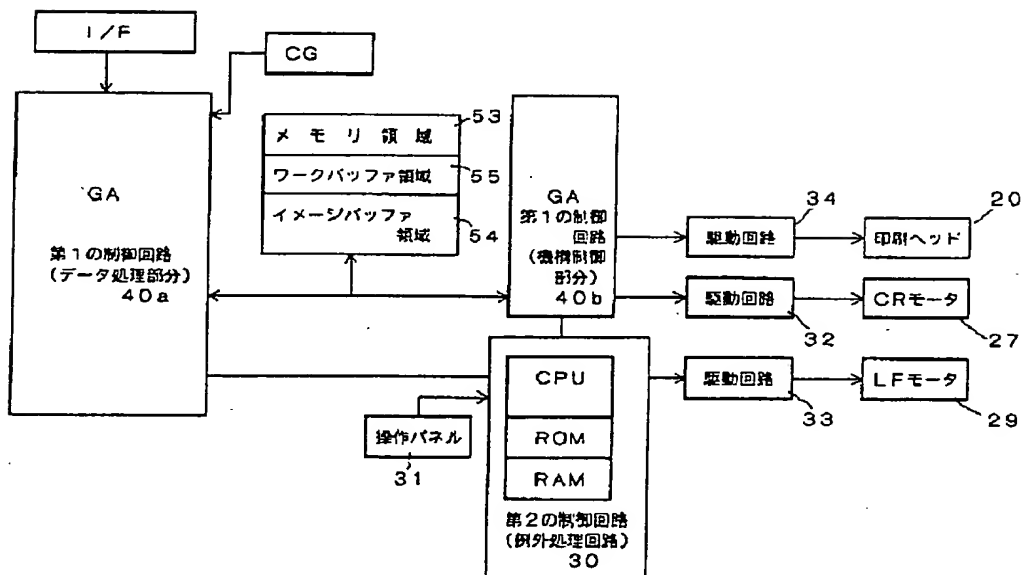 I/F
CG
GA
第1の制御回路
(データ処理部分)
40a
メモリ領域
53
ワークバッファ領域
55
イメージバッファ
領域
54
GA
第1の制御
回路
(機構制御
部分)
40b
34
駆動回路
20
印刷ヘッド
駆動回路
32
CRモータ
27
駆動回路
33
LFモータ
29
操作パネル
31
CPU
ROM
RAM
第2の制御回路
(例外処理回路)
30